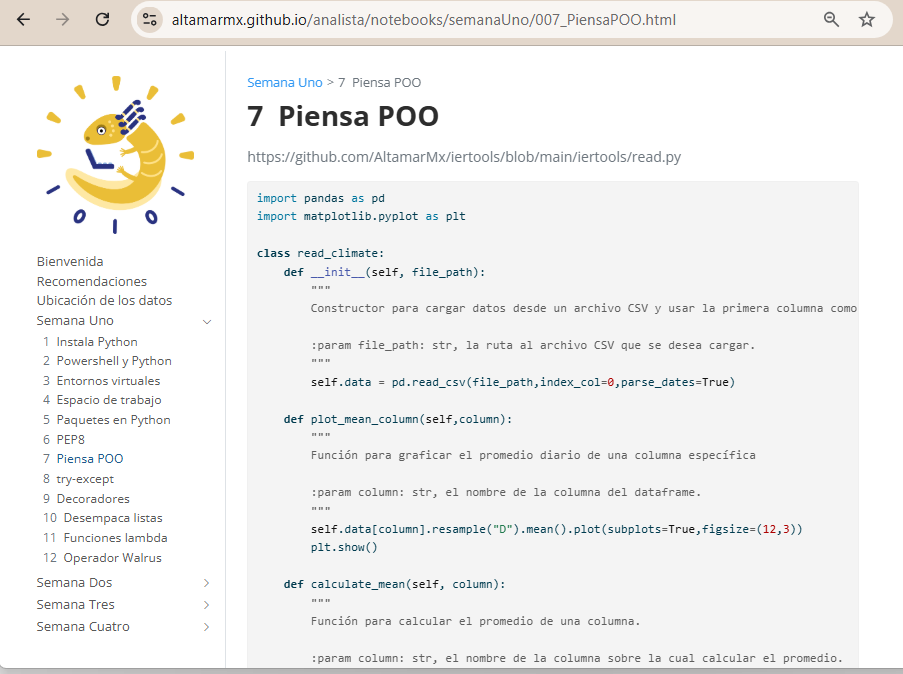 altamarmx.github.io/analista/notebooks/semanaUno/007_PiensaPOO.html
Bienvenida
Recomendaciones
Ubicación de los datos
Semana Uno
1 Instala Python
2 Powershell y Python
3 Entornos virtuales
4 Espacio de trabajo
5 Paquetes en Python
6 PEP8
7 Piensa POO
8 try-except
9 Decoradores
10 Desempaca listas
11 Funciones lambda
12 Operador Walrus
Semana Dos
Semana Tres
Semana Cuatro
Semana Uno > 7 Piensa POO
7 Piensa POO
https://github.com/AltamarMx/iertools/blob/main/iertools/read.py
import pandas as pd
import matplotlib.pyplot as plt
class read_climate:
def __init__(self, file_path):
"""
Constructor para cargar datos desde un archivo CSV y usar la primera columna como
:param file_path: str, la ruta al archivo CSV que se desea cargar.
"""
self.data = pd.read_csv(file_path,index_col=0,parse_dates=True)
def plot_mean_column(self,column):
"""
Función para graficar el promedio diario de una columna específica
:param column: str, el nombre de la columna del dataframe.
"""
self.data[column].resample("D").mean().plot(subplots=True,figsize=(12,3))
plt.show()
def calculate_mean(self, column):
"""
Función para calcular el promedio de una columna.
:param column: str, el nombre de la columna sobre la cual calcular el promedio.